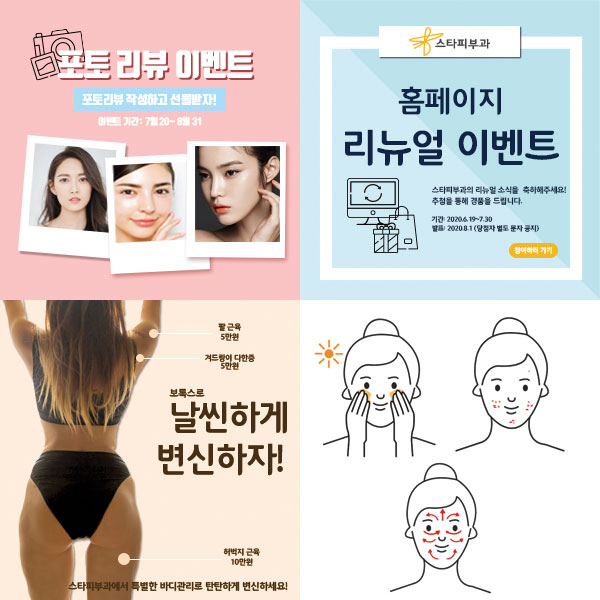 포토 리뷰 이벤트
포토리뷰 작성하고 선물받자!
이벤트 기간: 7월 20~ 8월 31
스타피부과
홈페이지
리뉴얼 이벤트
스타피부과의 리뉴얼 소식을 축하해주세요!
추첨을 통해 경품을 드립니다.
기간: 2020.6.19~7.30
발표: 2020.8.1 (당첨자 별도 문자 공지)
참여하러 가기
팔 근육
5만원
겨드랑이 다한증
5만원
보톡스로
날씬하게
변신하자!
허벅지 근육
10만원
스타피부과에서 특별한 바디관리로 탄탄하게 변신하세요!